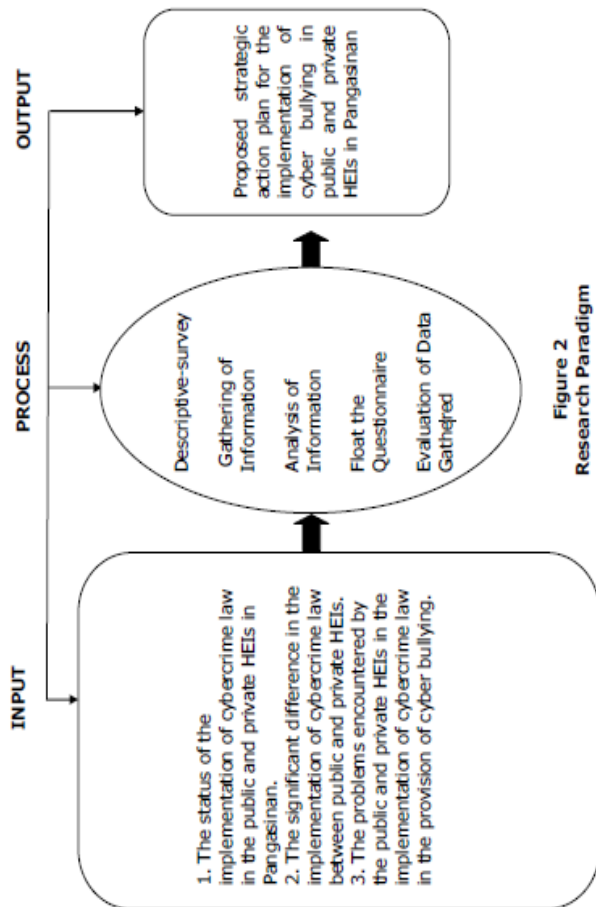 INPUT
PROCESS
OUTPUT
1. The status of the
implementation of cybercrime law
in the public and private HEIs in
Pangasinan.
2. The significant difference in the
implementation of cybercrime law
between public and private HEIs.
3. The problems encountered by
the public and private HEIs in the
implementation of cybercrime law
in the provision of cyber bullying.
Descriptive-survey
Gathering of
Information
Analysis of
Information
Float the
Questionnaire
Evaluation of Data
Gathered
Proposed strategic
action plan for the
implementation of
cyber bullying in
public and private
HEIs in Pangasinan
Figure 2
Research Paradigm